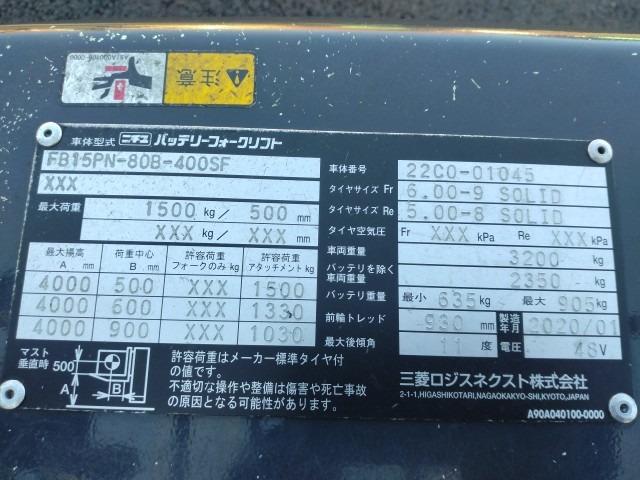 A51A0201106-0000
注意
車体型式 ニチユ バッテリーフォークリフト
FB15PN-80B-400SF
XXX
最大荷重 1500 kg/ 500 mm
XXX kg/ XXX mm
最大揚高 A mm 荷重中心 B mm 許容荷重 フォークのみ kg 許容荷重 アタッチメント kg
4000 500 XXX 1500
4000 600 XXX 1330
4000 900 XXX 1030
マスト垂直時 500 A B
許容荷重はメーカー標準タイヤ付
の値です。
不適切な操作や整備は傷害や死亡事故
の原因となる可能性があります。
車体番号 22C0-01045
タイヤサイズ Fr 6.00-9 SOLID
タイヤサイズ Re 5.00-8 SOLID
タイヤ空気圧 Fr XXX kPa Re XXX kPa
車両重量 3200 kg
バッテリを除く車両重量 2350 kg
バッテリ重量 最小 635 kg 最大 905 kg
前輪トレッド 930 mm 製造年月 2020/01
最大後傾角 11 度 電圧 48 V
三菱ロジスネクスト株式会社
2-1-1,HIGASHIKOTARI,NAGAOKAKYO-SHI,KYOTO,JAPAN
A90A040100-0000